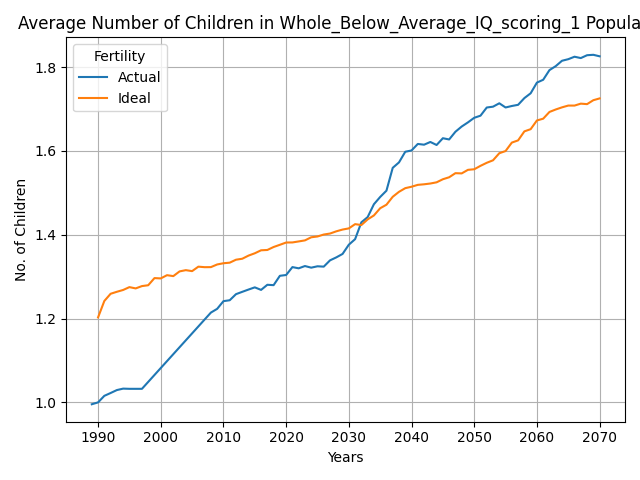 Average Number of Children in Whole_Below_Average_IQ_scoring_1 Popula
Fertility
Actual
Ideal
No. of Children
1.8
1.6
1.4
1.2
1.0
1990 2000 2010 2020 2030 2040 2050 2060 2070
Years